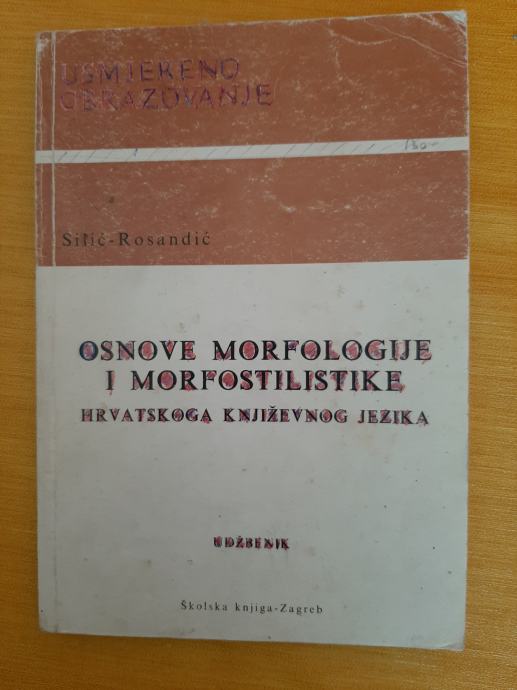 USMJERENO
OBRAZOVANJE
Silić-Rosandić
OSNOVE MORFOLOGIJE
I MORFOSTILISTIKE
HRVATSKOGA KNJIŽEVNOG JEZIKA
UDŽBENIK
Školska knjiga-Zagreb